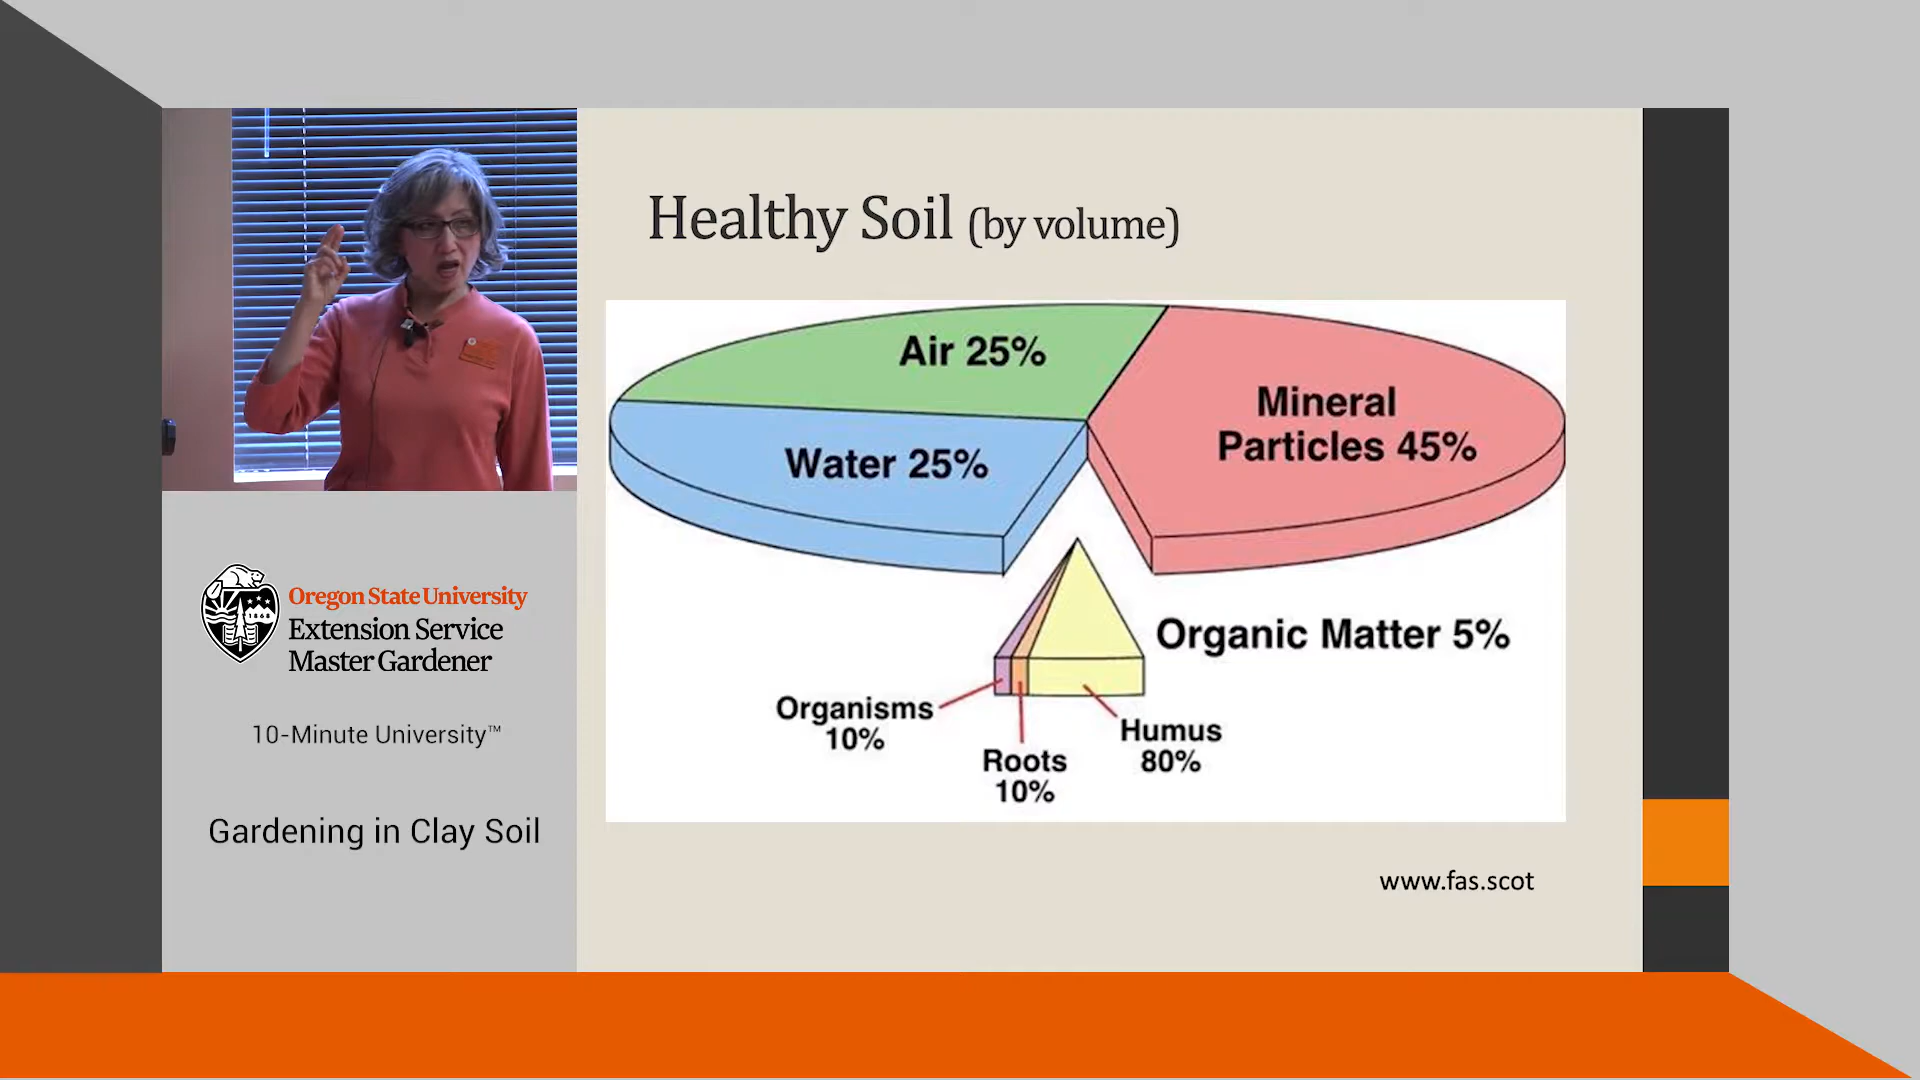 Healthy Soil (by volume)
Air 25%
Mineral
Particles 45%
Water 25%
Organic Matter 5%
Organisms
10%
Roots
10%
Humus
80%
www.fas.scot
Oregon State University
Extension Service
Master Gardener
10-Minute University™
Gardening in Clay Soil